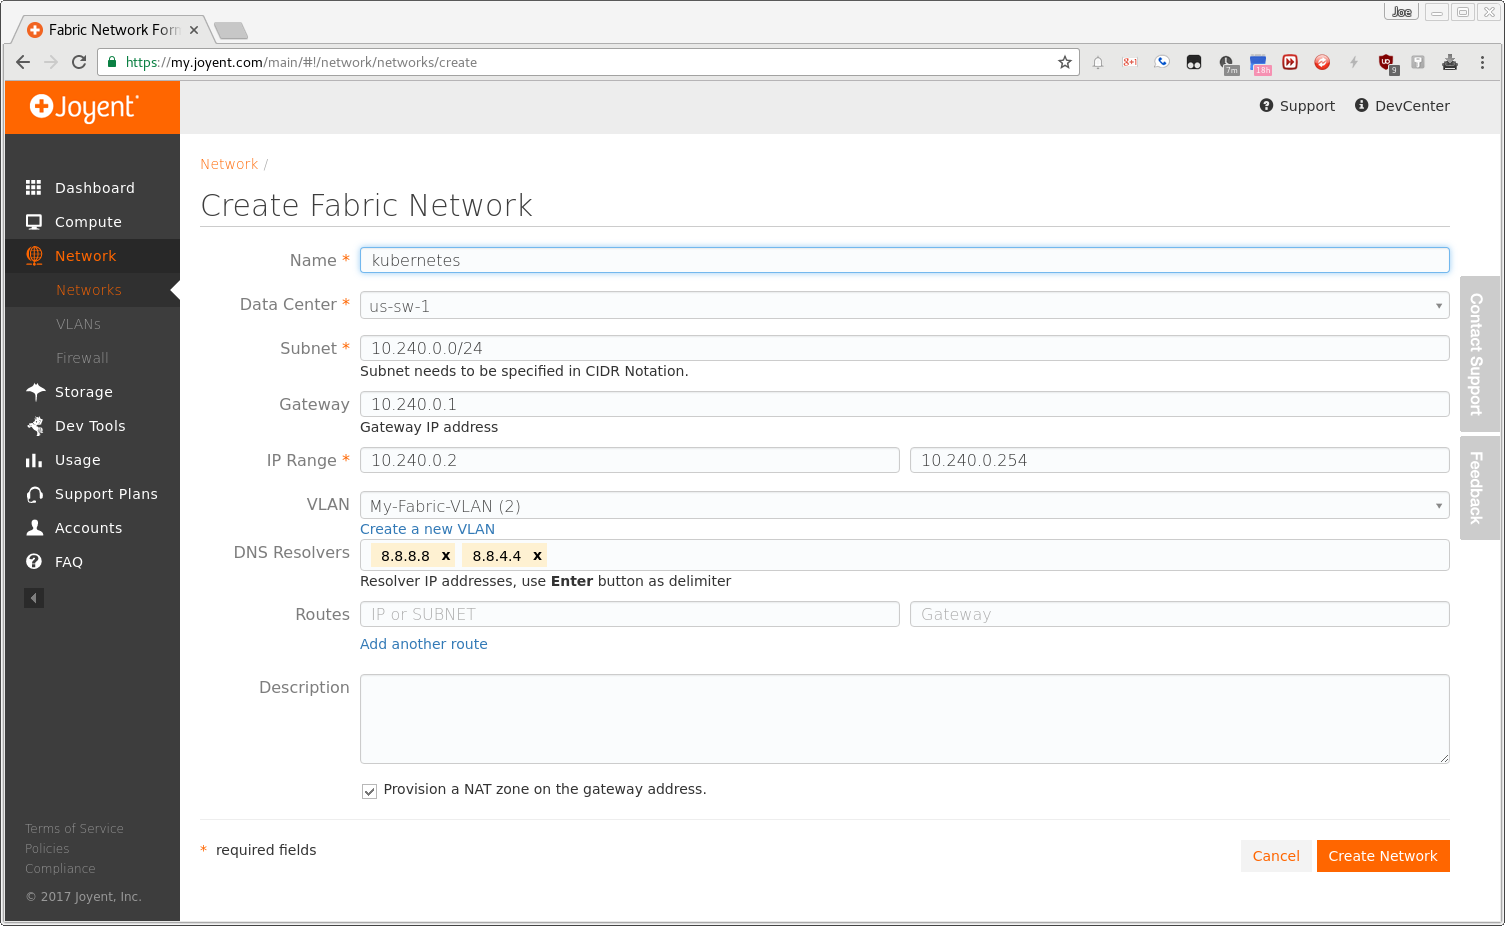 Joe
Fabric Network Form
https://my.joyent.com/main/#!/network/networks/create
8+1
7m
18h
9
Joyent
Support
DevCenter
Dashboard
Compute
Network
Networks
VLANs
Firewall
Storage
Dev Tools
Usage
Support Plans
Accounts
FAQ
Terms of Service
Policies
Compliance
© 2017 Joyent, Inc.
Network /
Create Fabric Network
Name * kubernetes
Data Center * us-sw-1
Subnet * 10.240.0.0/24
Subnet needs to be specified in CIDR Notation.
Gateway 10.240.0.1
Gateway IP address
IP Range * 10.240.0.2 10.240.0.254
VLAN My-Fabric-VLAN (2)
Create a new VLAN
DNS Resolvers 8.8.8.8 x 8.8.4.4 x
Resolver IP addresses, use Enter button as delimiter
Routes IP or SUBNET Gateway
Add another route
Description
Provision a NAT zone on the gateway address.
* required fields
Cancel
Create Network
Contact Support
Feedback